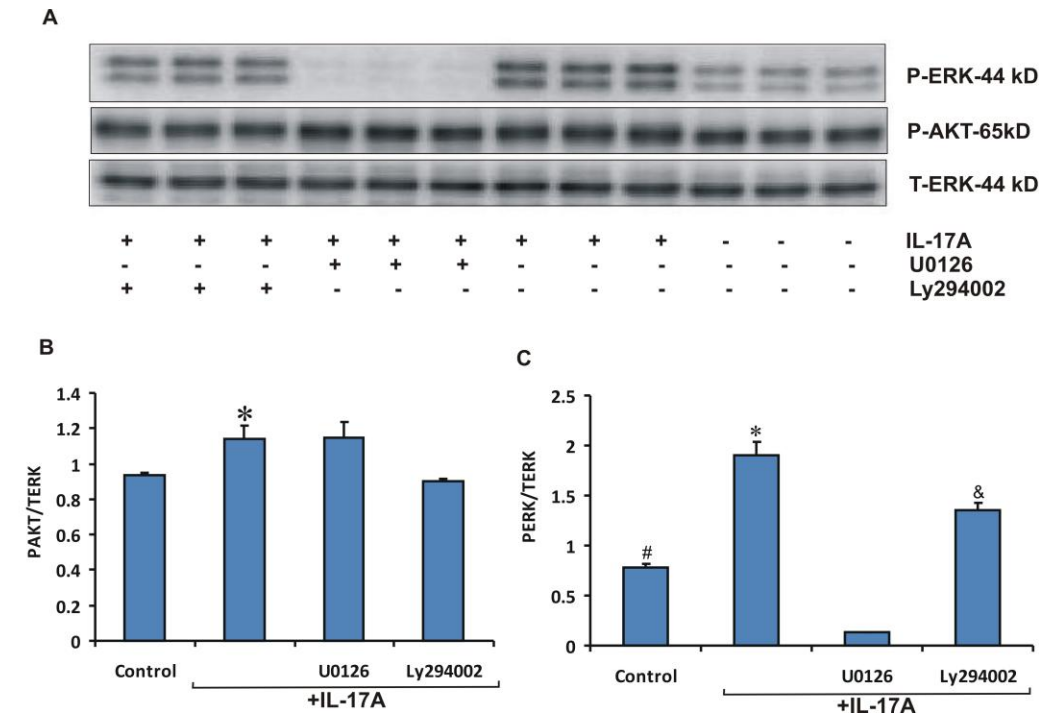 A
P-ERK-44 kD
P-AKT-65kD
T-ERK-44 kD
+ + + + + + + + + - - - IL-17A
- - - + + + - - - - - - U0126
+ + + - - - - - - - - - Ly294002
B
PAKT/TERK
1.4
1.2
1
0.8
0.6
0.4
0.2
0
*
Control U0126 Ly294002
+IL-17A
C
PERK/TERK
2.5
2
1.5
1
0.5
0
# * &
Control U0126 Ly294002
+IL-17A